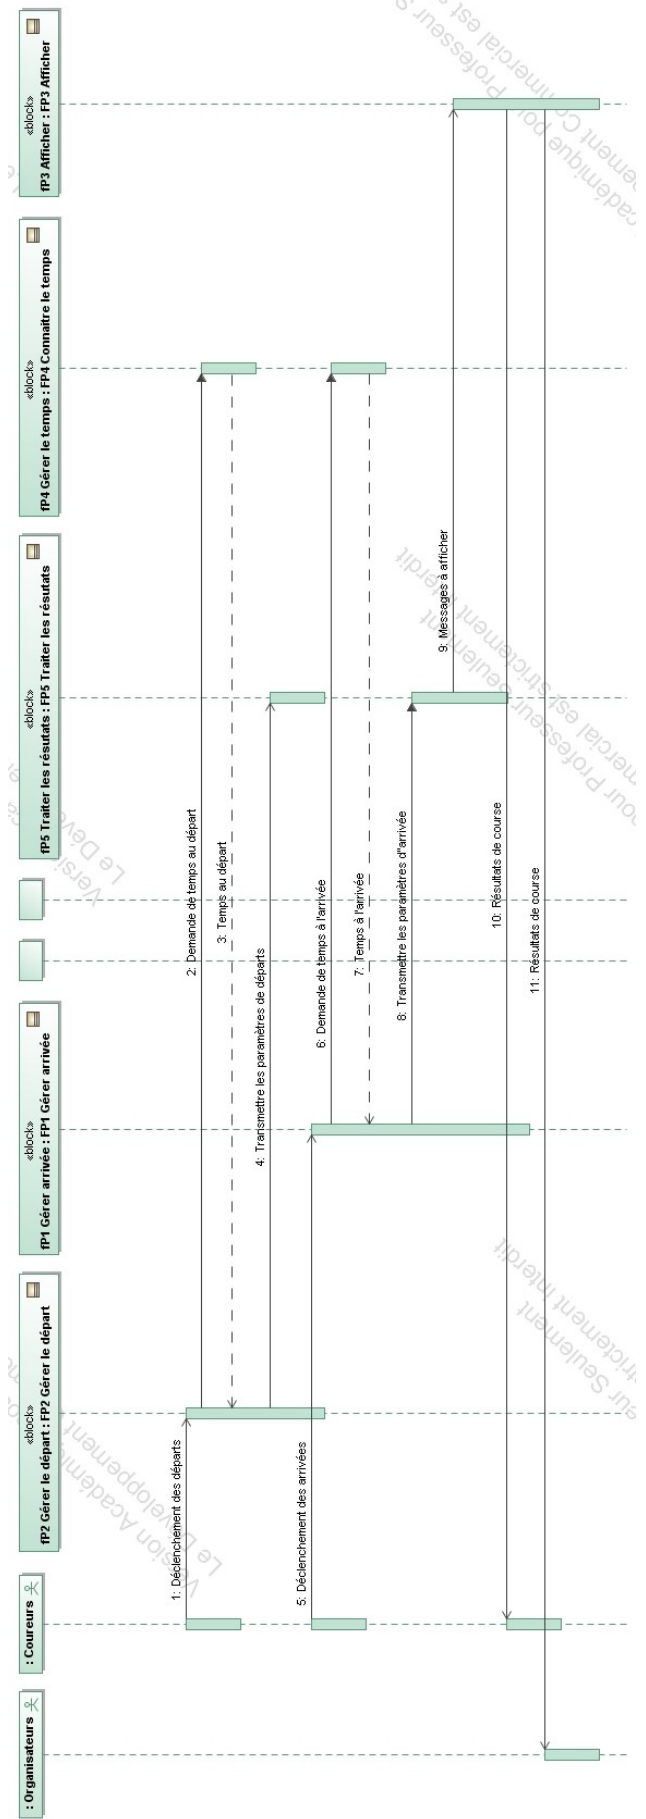 : Organisateurs
: Coureurs
«block»
fP2 Gérer le départ : FP2 Gérer le départ
«block»
fP1 Gérer arrivée : FP1 Gérer arrivée
«block»
fP5 Traiter les résutats : FP5 Traiter les résutats
«block»
fP4 Gérer le temps : FP4 Connaitre le temps
«block»
fP3 Afficher : FP3 Afficher
1: Déclenchement des départs
2: Demande de temps au départ
3: Temps au départ
4: Transmettre les paramètres de départs
5: Déclenchement des arrivées
6: Demande de temps à l'arrivée
7: Temps à l'arrivée
8: Transmettre les paramètres d"arrivée
9: Messages à afficher
10: Résultats de course
11: Résultats de course